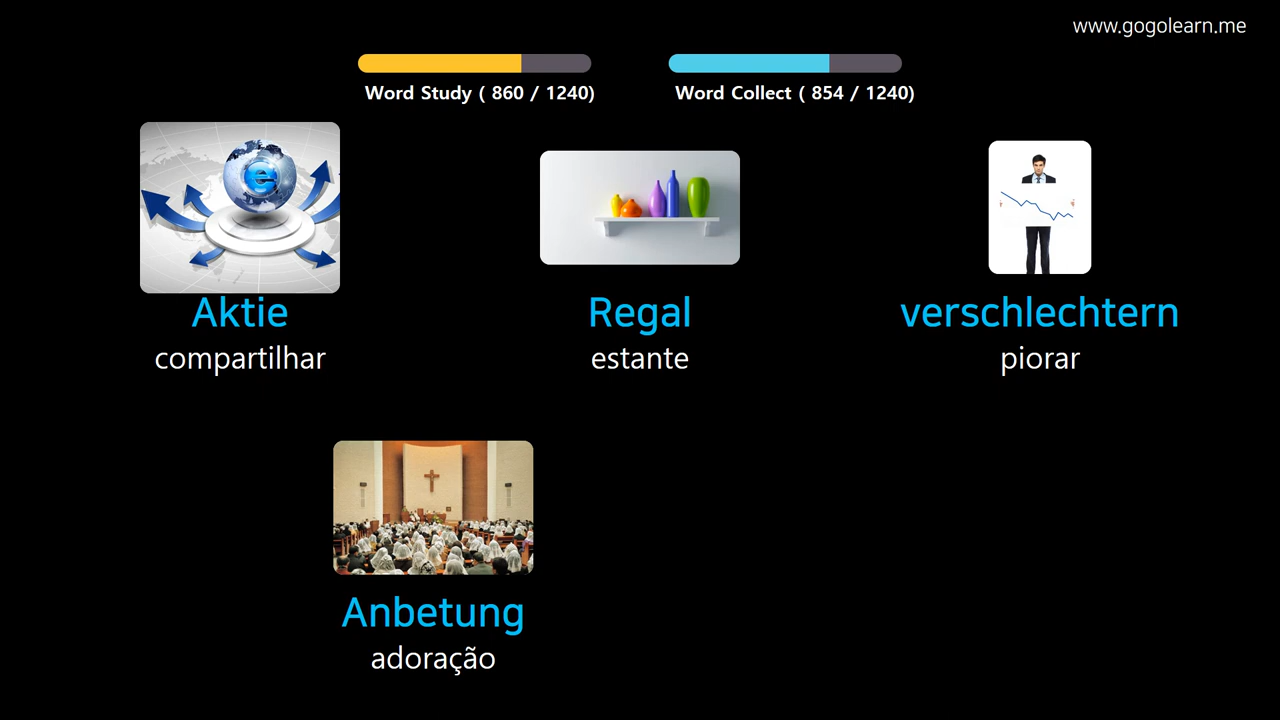 www.gogolearn.me
Word Study ( 860 / 1240)
Word Collect ( 854 / 1240)
e
Aktie
compartilhar
Regal
estante
verschlechtern
piorar
Anbetung
adoração